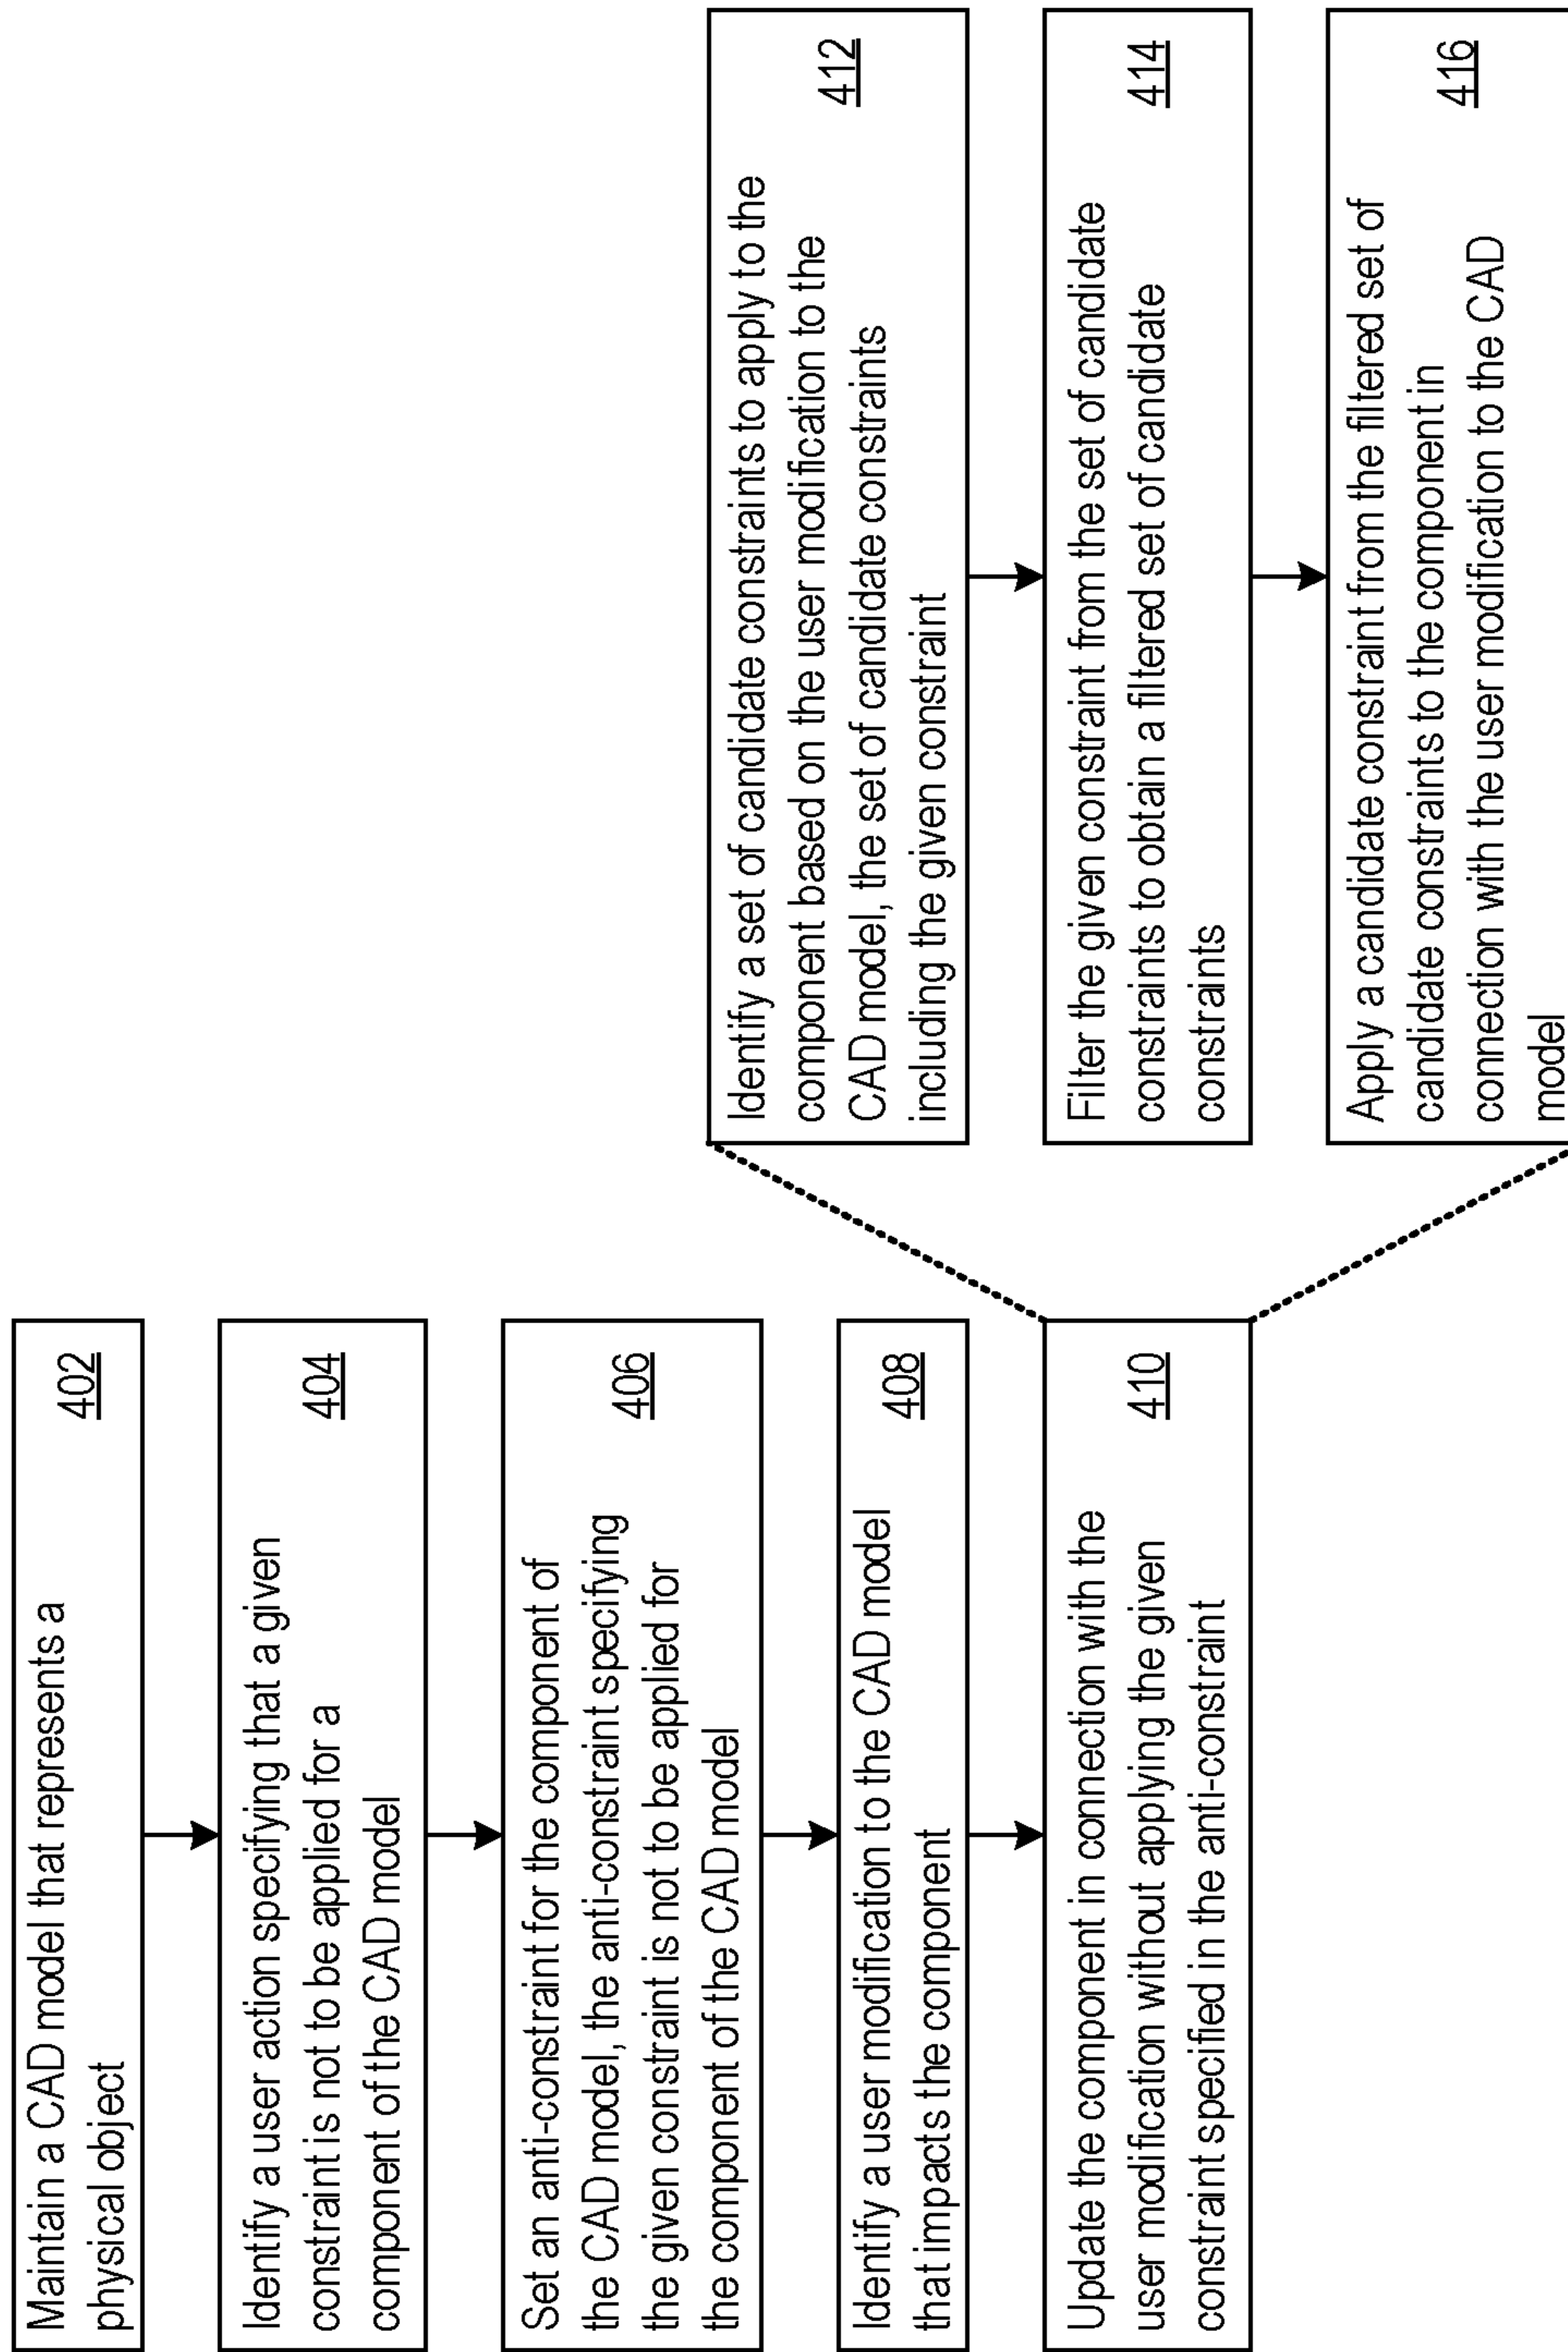 Maintain a CAD model that represents a
physical object
402
Identify a user action specifying that a given
constraint is not to be applied for a
component of the CAD model
404
Set an anti-constraint for the component of
the CAD model, the anti-constraint specifying
the given constraint is not to be applied for
the component of the CAD model
406
Identify a user modification to the CAD model
that impacts the component
408
Update the component in connection with the
user modification without applying the given
constraint specified in the anti-constraint
410
Identify a set of candidate constraints to apply to the
component based on the user modification to the
CAD model, the set of candidate constraints
including the given constraint
412
Filter the given constraint from the set of candidate
constraints to obtain a filtered set of candidate
constraints
414
Apply a candidate constraint from the filtered set of
candidate constraints to the component in
connection with the user modification to the CAD
model
416